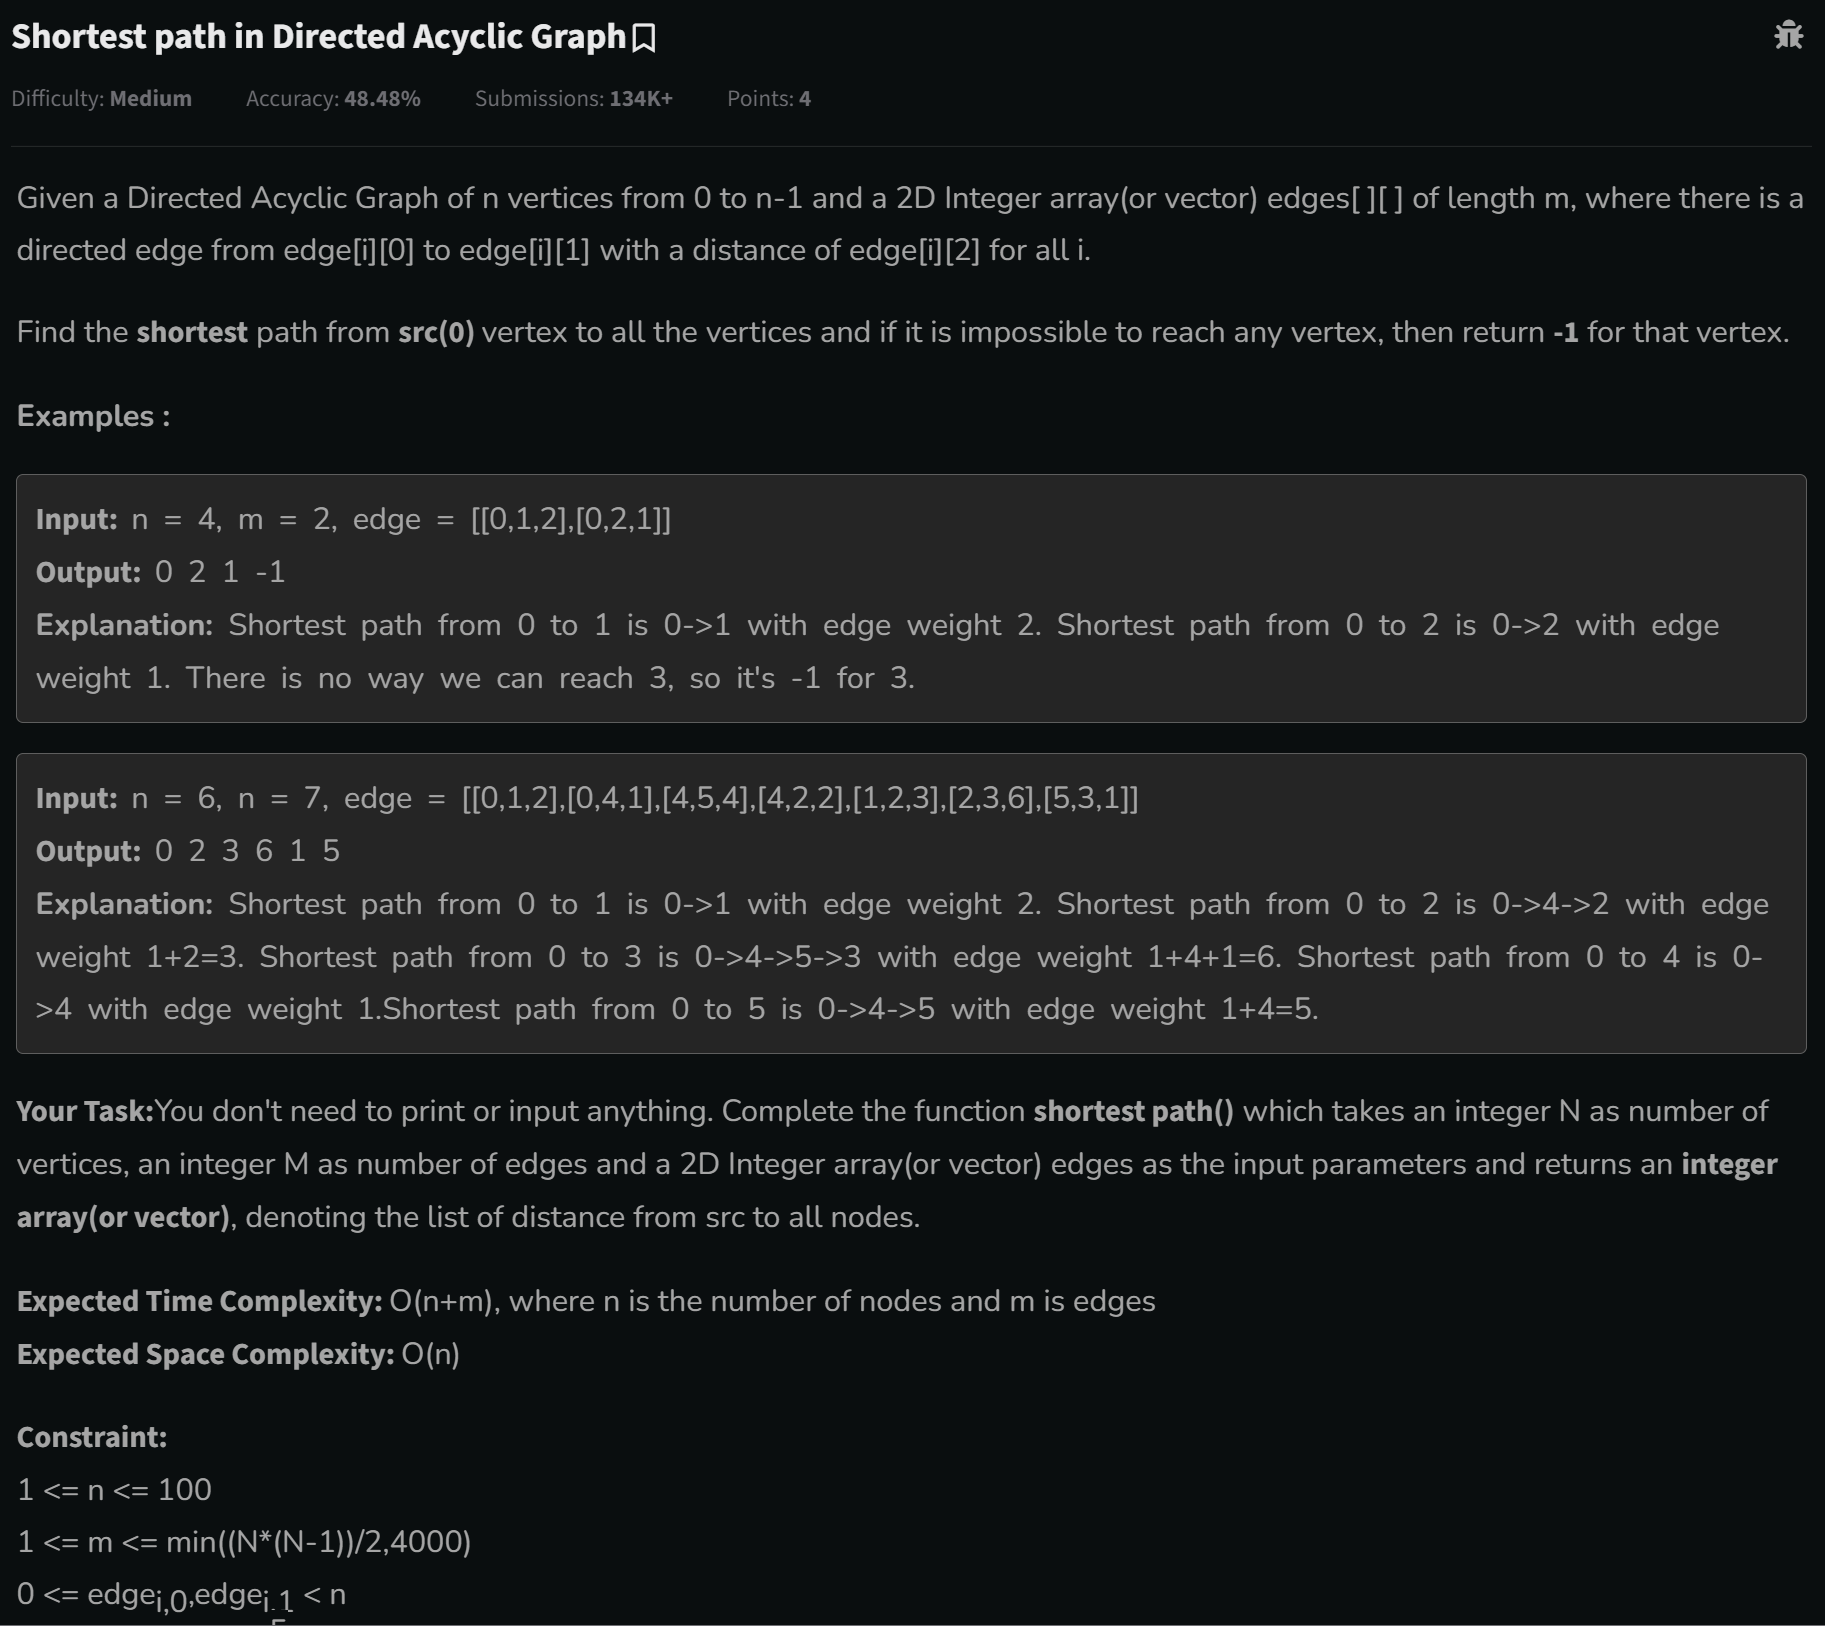 Shortest path in Directed Acyclic Graph
Difficulty: Medium Accuracy: 48.48% Submissions: 134K+ Points: 4
Given a Directed Acyclic Graph of n vertices from 0 to n-1 and a 2D Integer array(or vector) edges[ ][ ] of length m, where there is a
directed edge from edge[i][0] to edge[i][1] with a distance of edge[i][2] for all i.
Find the shortest path from src(0) vertex to all the vertices and if it is impossible to reach any vertex, then return -1 for that vertex.
Examples :
Input: n = 4, m = 2, edge = [[0,1,2],[0,2,1]]
Output: 0 2 1 -1
Explanation: Shortest path from 0 to 1 is 0->1 with edge weight 2. Shortest path from 0 to 2 is 0->2 with edge
weight 1. There is no way we can reach 3, so it's -1 for 3.
Input: n = 6, n = 7, edge = [[0,1,2],[0,4,1],[4,5,4],[4,2,2],[1,2,3],[2,3,6],[5,3,1]]
Output: 0 2 3 6 1 5
Explanation: Shortest path from 0 to 1 is 0->1 with edge weight 2. Shortest path from 0 to 2 is 0->4->2 with edge
weight 1+2=3. Shortest path from 0 to 3 is 0->4->5->3 with edge weight 1+4+1=6. Shortest path from 0 to 4 is 0-
>4 with edge weight 1.Shortest path from 0 to 5 is 0->4->5 with edge weight 1+4=5.
Your Task:You don't need to print or input anything. Complete the function shortest path() which takes an integer N as number of
vertices, an integer M as number of edges and a 2D Integer array(or vector) edges as the input parameters and returns an integer
array(or vector), denoting the list of distance from src to all nodes.
Expected Time Complexity: O(n+m), where n is the number of nodes and m is edges
Expected Space Complexity: O(n)
Constraint:
1 <= n <= 100
1 <= m <= min((N*(N-1))/2,4000)
0 <= edgei,0,edgei,1 < n